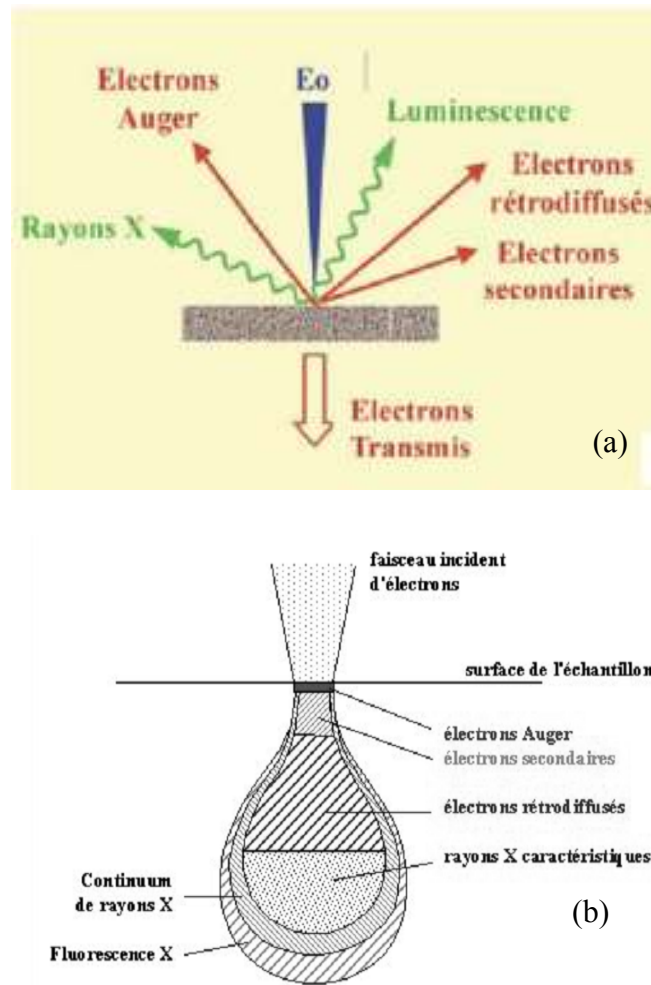 Electrons
Auger
Eo
Luminescence
Electrons
rétrodiffusés
Rayons X
Electrons
secondaires
Electrons
Transmis
(a)
faisceau incident
d'électrons
surface de l'échantillon
électrons Auger
électrons secondaires
électrons rétrodiffusés
rayons X caractéristiques
Continuum
de rayons X
(b)
Fluorescence X